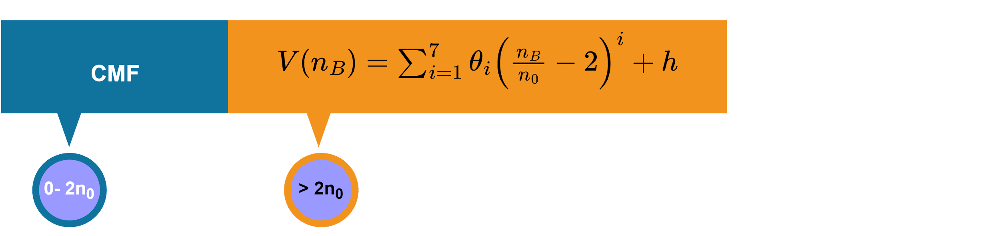 CMF
V(n_B) = ∑_{i=1}^{7} θ_i (n_B/n_0 − 2)^i + h
0- 2n₀
> 2n₀